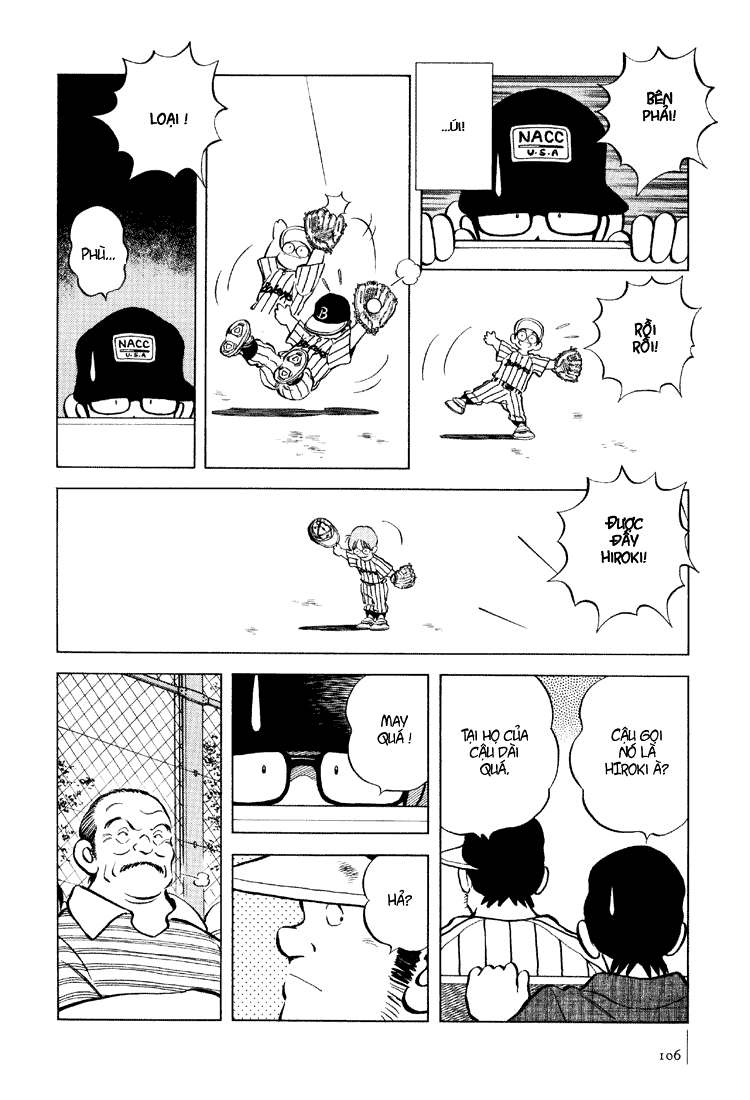 BÊN
PHẢI!
NACC
U.S.A
...ÚI!
RỒI
RỒI!
B
LOẠI !
PHÙ...
NACC
U.S.A
ĐƯỢC
ĐẤY
HIROKI!
CẬU GỌI
NÓ LÀ
HIROKI À?
TẠI HỌ CỦA
CẬU DÀI
QUÁ.
MAY
QUÁ !
HẢ?
106